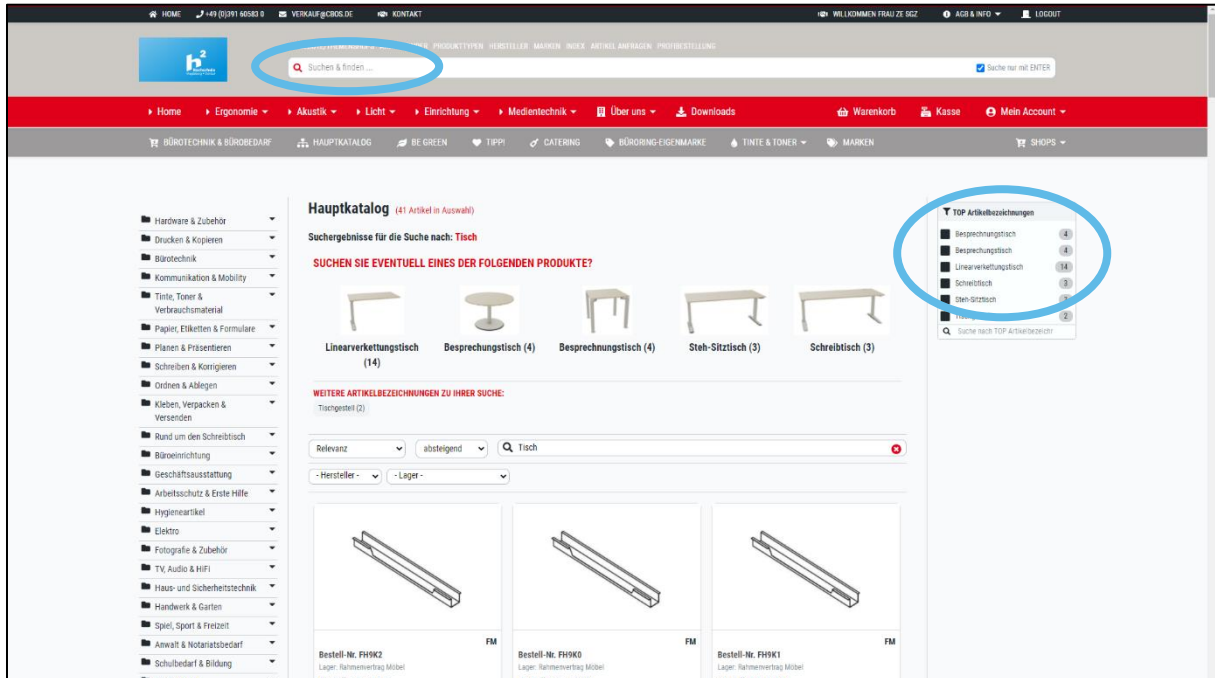 HOME +49 (0)391 60583 0 VERKAUF@CBOS.DE KONTAKT WILLKOMMEN FRAU ZE SGZ AGB & INFO LOGOUT
PRODUKTTYPEN HERSTELLER MARKEN INDEX ARTIKEL ANFRAGEN PROFIBESTELLUNG
h2
Suchen & finden ... Suche nur mit ENTER
Home Ergonomie Akustik Licht Einrichtung Medientechnik Über uns Downloads Warenkorb Kasse Mein Account
BÜROTECHNIK & BÜROBEDARF HAUPTKATALOG BE GREEN TIPP! CATERING BÜRORING-EIGENMARKE TINTE & TONER MARKEN SHOPS
Hardware & Zubehör
Drucken & Kopieren
Bürotechnik
Kommunikation & Mobility
Tinte, Toner &
Verbrauchsmaterial
Papier, Etiketten & Formulare
Planen & Präsentieren
Schreiben & Korrigieren
Ordnen & Ablegen
Kleben, Verpacken &
Versenden
Rund um den Schreibtisch
Büroeinrichtung
Geschäftsausstattung
Arbeitsschutz & Erste Hilfe
Hygieneartikel
Elektro
Fotografie & Zubehör
TV, Audio & HiFi
Haus- und Sicherheitstechnik
Handwerk & Garten
Spiel, Sport & Freizeit
Anwalt & Notariatsbedarf
Schulbedarf & Bildung
Hauptkatalog (41 Artikel in Auswahl)
Suchergebnisse für die Suche nach: Tisch
SUCHEN SIE EVENTUELL EINES DER FOLGENDEN PRODUKTE?
Linearverkettungstisch
(14)
Besprechungstisch (4)
Besprechnungstisch (4)
Steh-Sitztisch (3)
Schreibtisch (3)
WEITERE ARTIKELBEZEICHNUNGEN ZU IHRER SUCHE:
Tischgestell (2)
Relevanz absteigend Tisch
- Hersteller - - Lager -
FM
Bestell-Nr. FH9K2
Lager: Rahmenvertrag Möbel
FM
Bestell-Nr. FH9K0
Lager: Rahmenvertrag Möbel
FM
Bestell-Nr. FH9K1
Lager: Rahmenvertrag Möbel
TOP Artikelbezeichnungen
Besprechnungstisch 4
Besprechungstisch 4
Linearverkettungstisch 14
Schreibtisch 3
Steh-Sitztisch
2
Suche nach TOP Artikelbezeichr